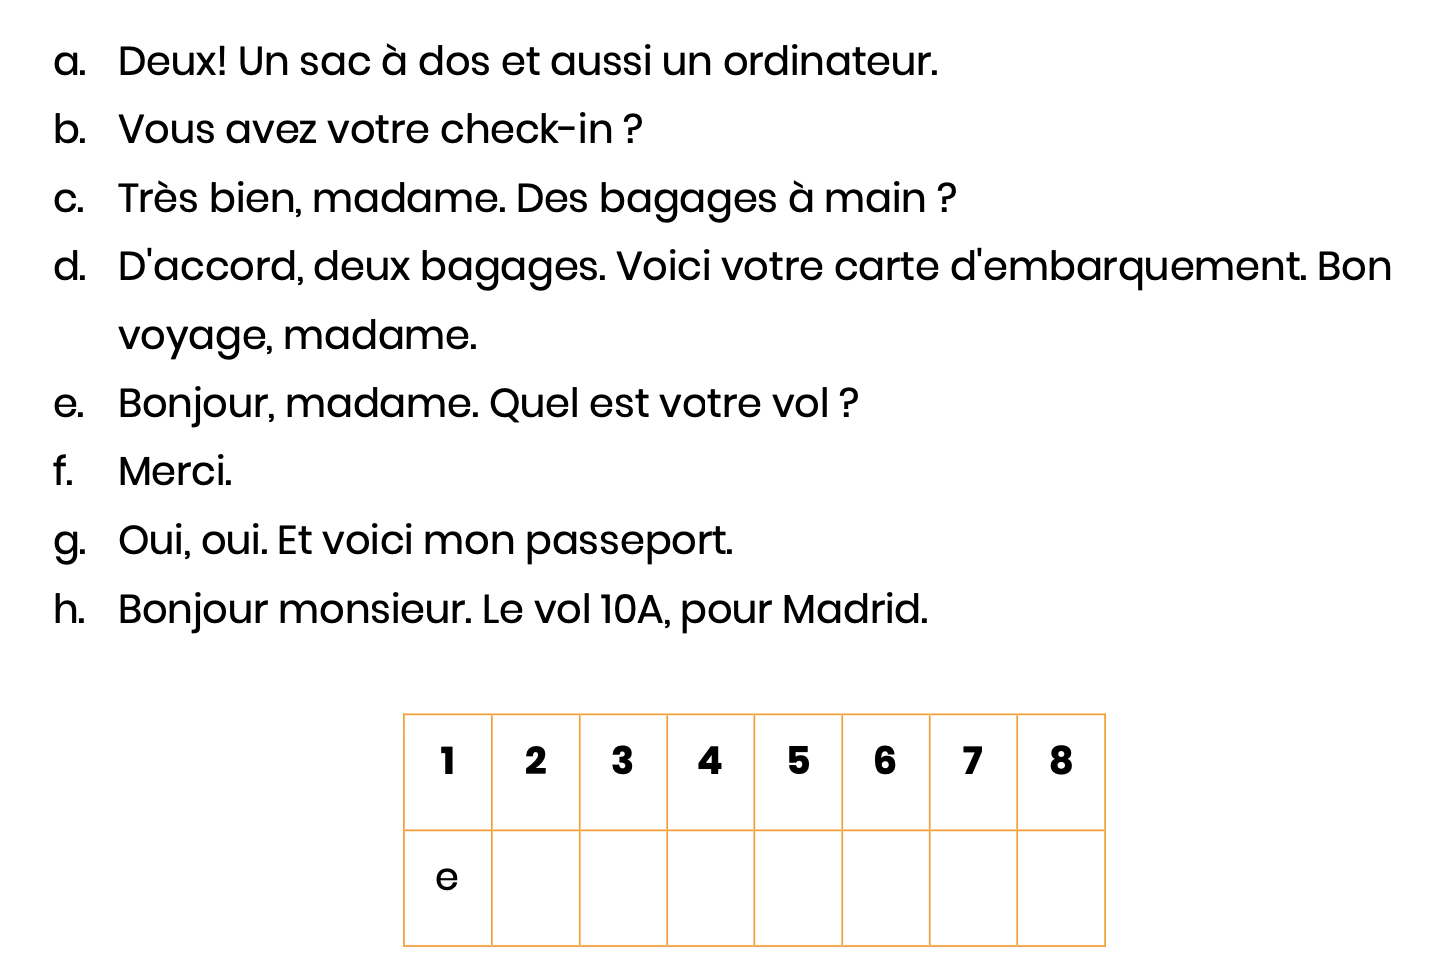 a. Deux! Un sac à dos et aussi un ordinateur.
b. Vous avez votre check-in ?
c. Très bien, madame. Des bagages à main ?
d. D'accord, deux bagages. Voici votre carte d'embarquement. Bon
voyage, madame.
e. Bonjour, madame. Quel est votre vol ?
f. Merci.
g. Oui, oui. Et voici mon passeport.
h. Bonjour monsieur. Le vol 10A, pour Madrid.
1 2 3 4 5 6 7 8
e